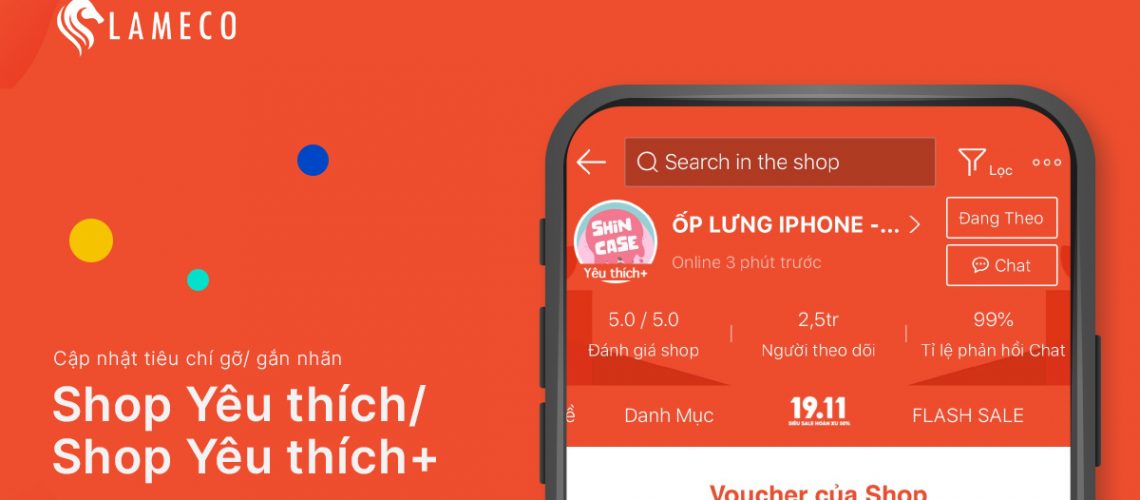 LAMECO
Cập nhật tiêu chí gỡ/ gắn nhãn
Shop Yêu thích/
Shop Yêu thích+
Search in the shop
Lọc
SHIN
CASE
Yêu thích+
ỐP LƯNG IPHONE -...
Online 3 phút trước
Đang Theo
Chat
5.0 / 5.0
Đánh giá shop
2,5tr
Người theo dõi
99%
Tỉ lệ phản hồi Chat
Danh Mục
19.11
SIÊU SALE HOÀN XU 50%
FLASH SALE
Voucher của Shop